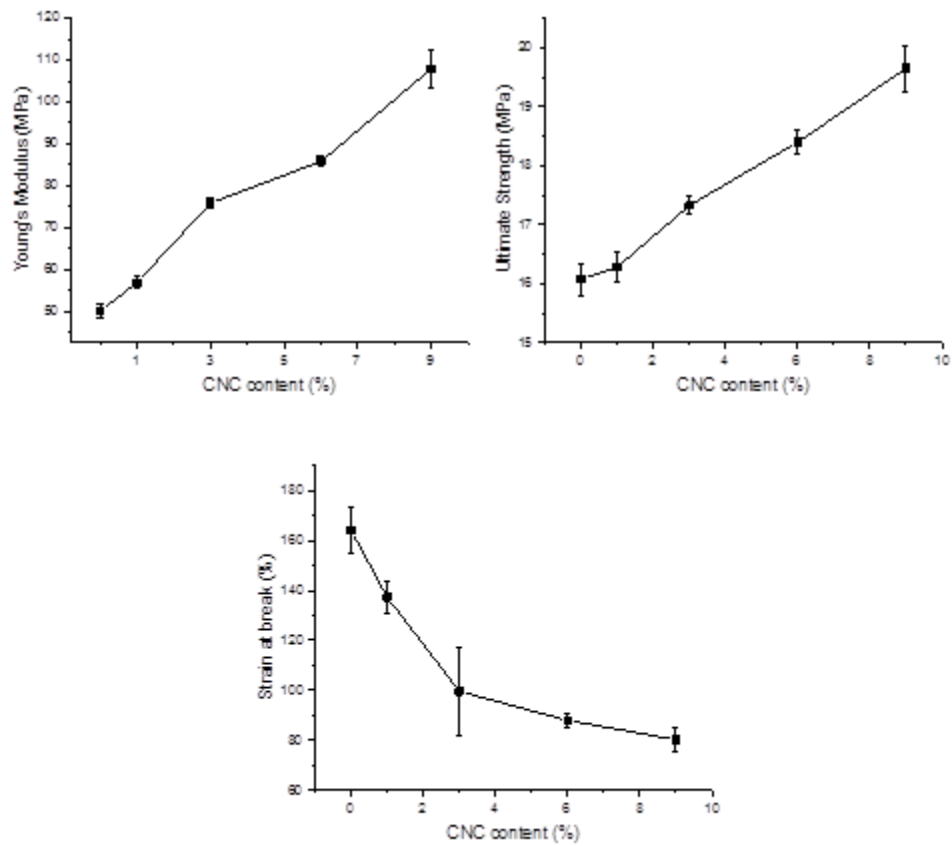 120
110
100
90
80
70
60
50
Young's Modulus (MPa)
1 3 5 7 9
CNC content (%)
20
19
18
17
16
15
Ultimate Strength (MPa)
0 2 4 6 8 10
CNC content (%)
180
160
140
120
100
80
60
Strain at break (%)
0 2 4 6 8 10
CNC content (%)